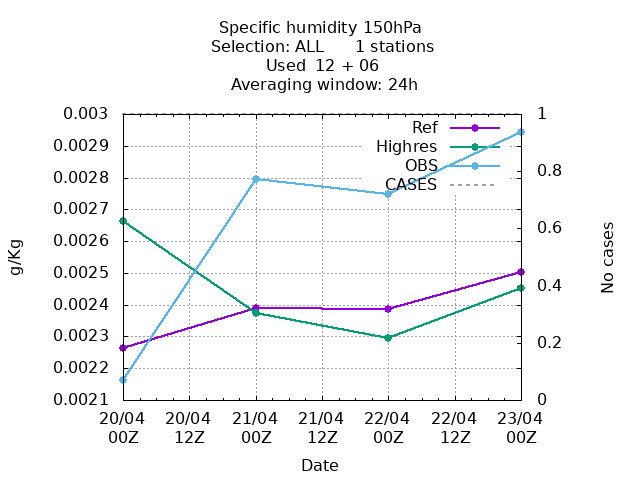 Specific humidity 150hPa
Selection: ALL 1 stations
Used 12 + 06
Averaging window: 24h
g/Kg
0.003
0.0029
0.0028
0.0027
0.0026
0.0025
0.0024
0.0023
0.0022
0.0021
Ref
Highres
OBS
CASES
1
0.8
0.6
0.4
0.2
0
No cases
20/04 20/04 21/04 21/04 22/04 22/04 23/04
00Z 12Z 00Z 12Z 00Z 12Z 00Z
Date